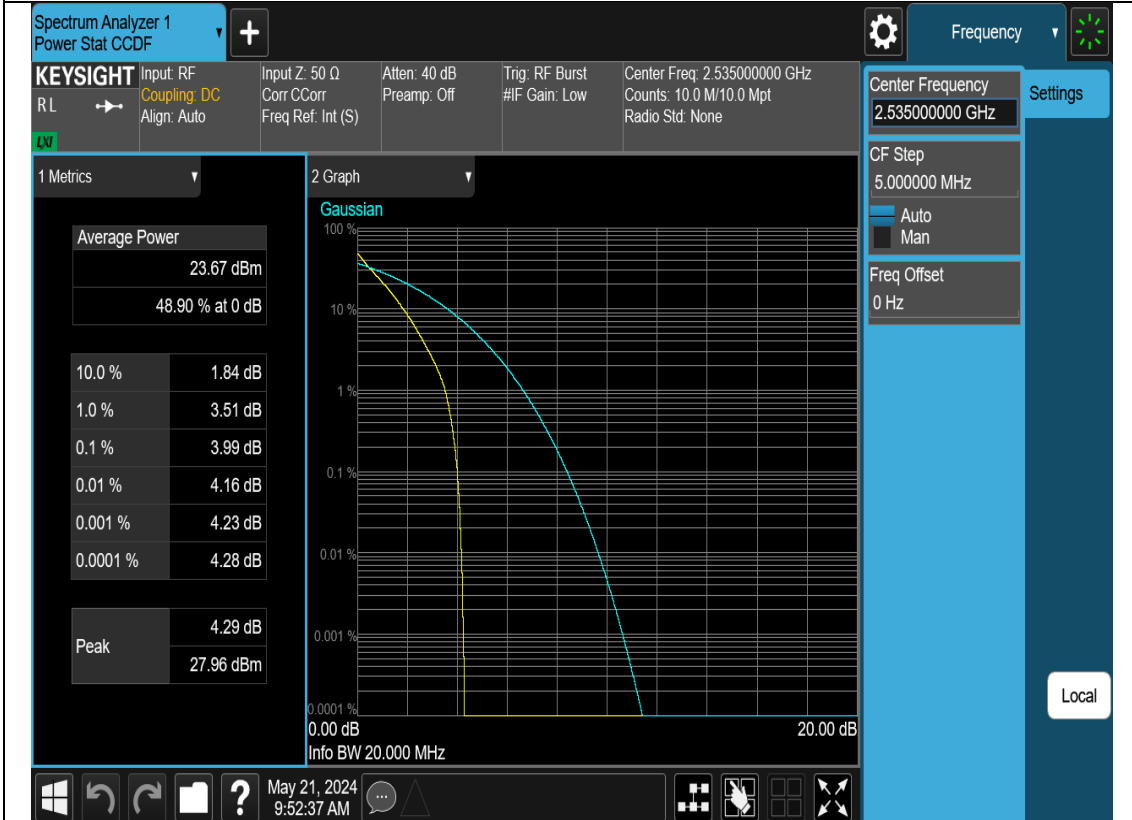 Spectrum Analyzer 1
Power Stat CCDF
Frequency
KEYSIGHT
RL
LXI
Input: RF
Coupling: DC
Align: Auto
Input Z: 50 Ω
Corr CCorr
Freq Ref: Int (S)
Atten: 40 dB
Preamp: Off
Trig: RF Burst
#IF Gain: Low
Center Freq: 2.535000000 GHz
Counts: 10.0 M/10.0 Mpt
Radio Std: None
Center Frequency
2.535000000 GHz
Settings
CF Step
5.000000 MHz
Auto
Man
Freq Offset
0 Hz
1 Metrics
Average Power
23.67 dBm
48.90 % at 0 dB
10.0 % 1.84 dB
1.0 % 3.51 dB
0.1 % 3.99 dB
0.01 % 4.16 dB
0.001 % 4.23 dB
0.0001 % 4.28 dB
Peak
4.29 dB
27.96 dBm
2 Graph
Gaussian
100 %
10 %
1 %
0.1 %
0.01 %
0.001 %
0.0001 %
0.00 dB 20.00 dB
Info BW 20.000 MHz
Local
?
May 21, 2024
9:52:37 AM